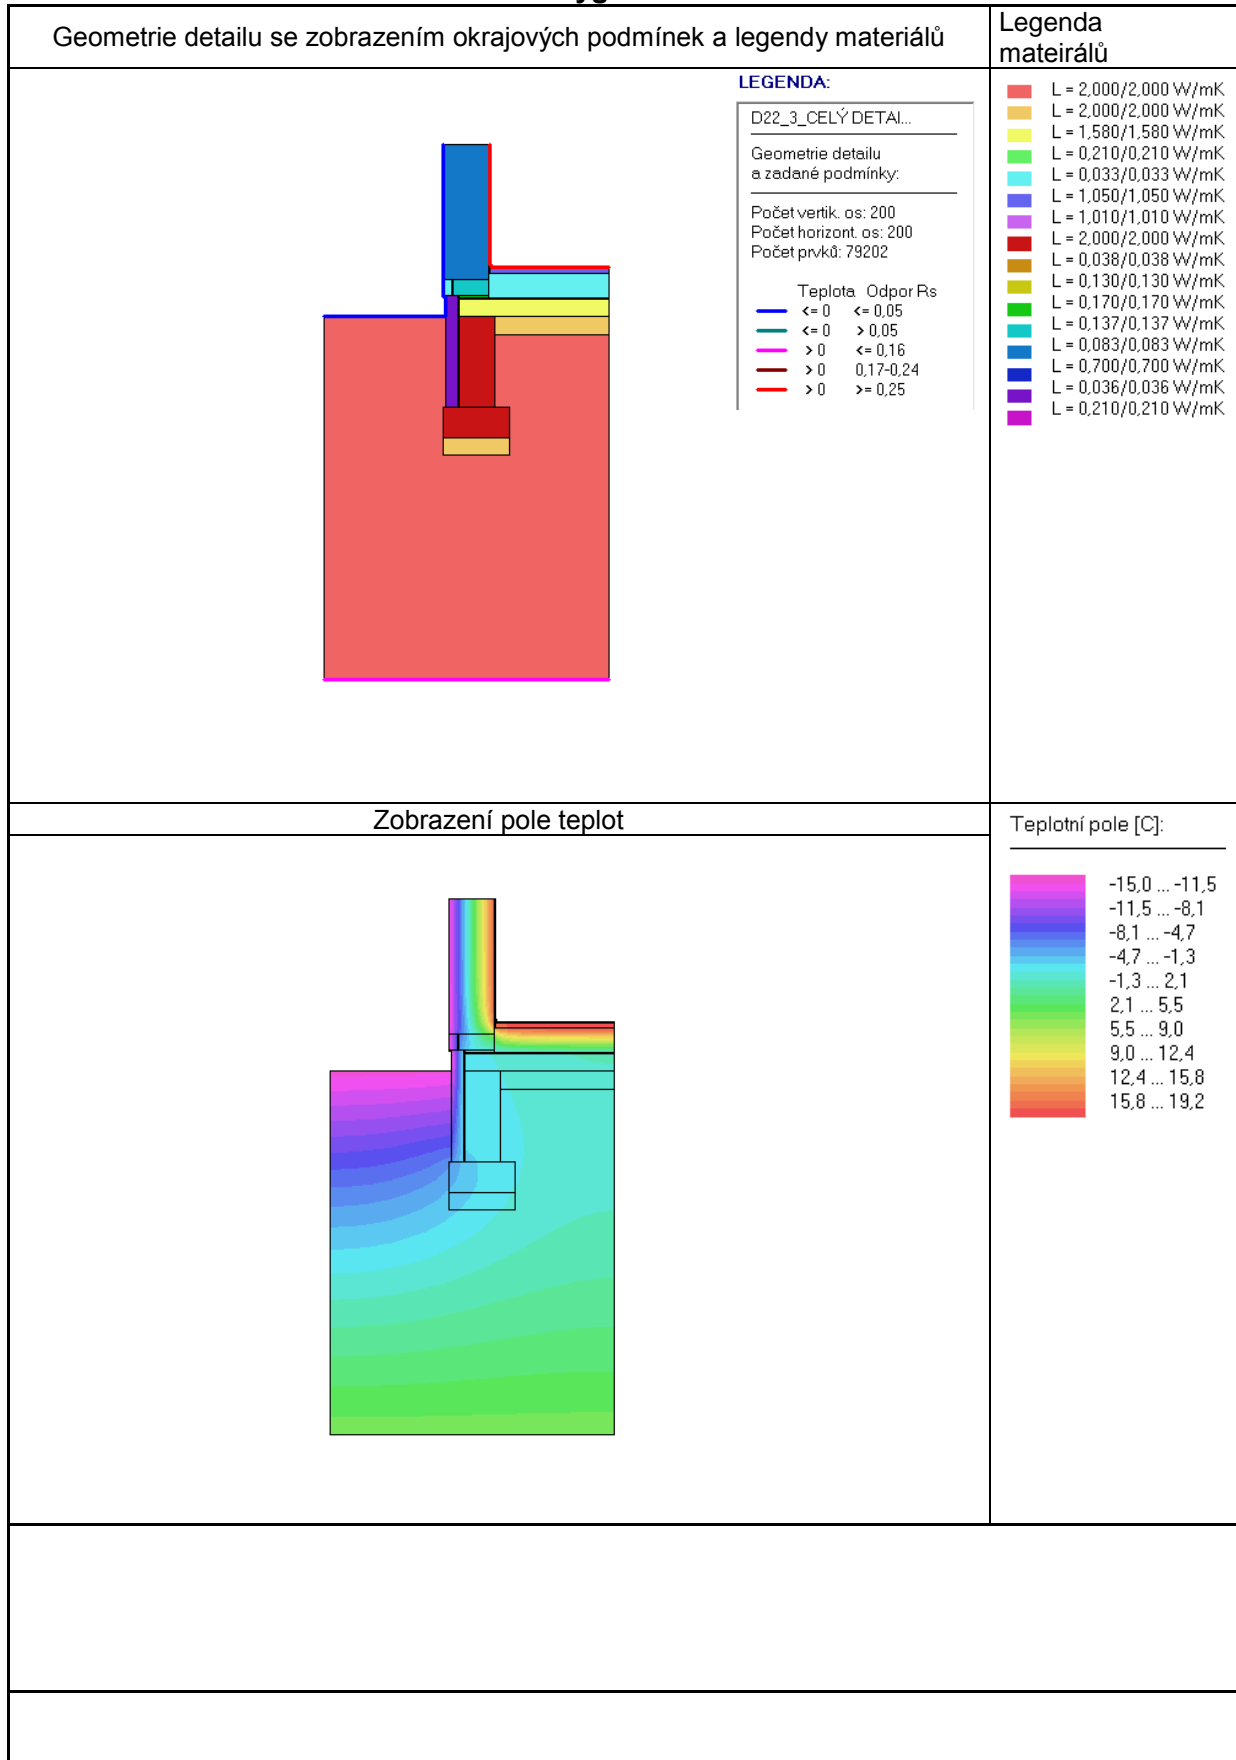 Geometrie detailu se zobrazením okrajových podmínek a legendy materiálů
Legenda
mateirálů
LEGENDA:
D22_3_CELÝ DETAI...
Geometrie detailu
a zadané podmínky:
Počet vertik. os: 200
Počet horizont. os: 200
Počet prvků: 79202
Teplota Odpor Rs
<= 0 <= 0,05
<= 0 > 0,05
> 0 <= 0,16
> 0 0,17-0,24
> 0 >= 0,25
L = 2,000/2,000 W/mK
L = 2,000/2,000 W/mK
L = 1,580/1,580 W/mK
L = 0,210/0,210 W/mK
L = 0,033/0,033 W/mK
L = 1,050/1,050 W/mK
L = 1,010/1,010 W/mK
L = 2,000/2,000 W/mK
L = 0,038/0,038 W/mK
L = 0,130/0,130 W/mK
L = 0,170/0,170 W/mK
L = 0,137/0,137 W/mK
L = 0,083/0,083 W/mK
L = 0,700/0,700 W/mK
L = 0,036/0,036 W/mK
L = 0,210/0,210 W/mK
Zobrazení pole teplot
Teplotní pole [C]:
-15,0 ... -11,5
-11,5 ... -8,1
-8,1 ... -4,7
-4,7 ... -1,3
-1,3 ... 2,1
2,1 ... 5,5
5,5 ... 9,0
9,0 ... 12,4
12,4 ... 15,8
15,8 ... 19,2